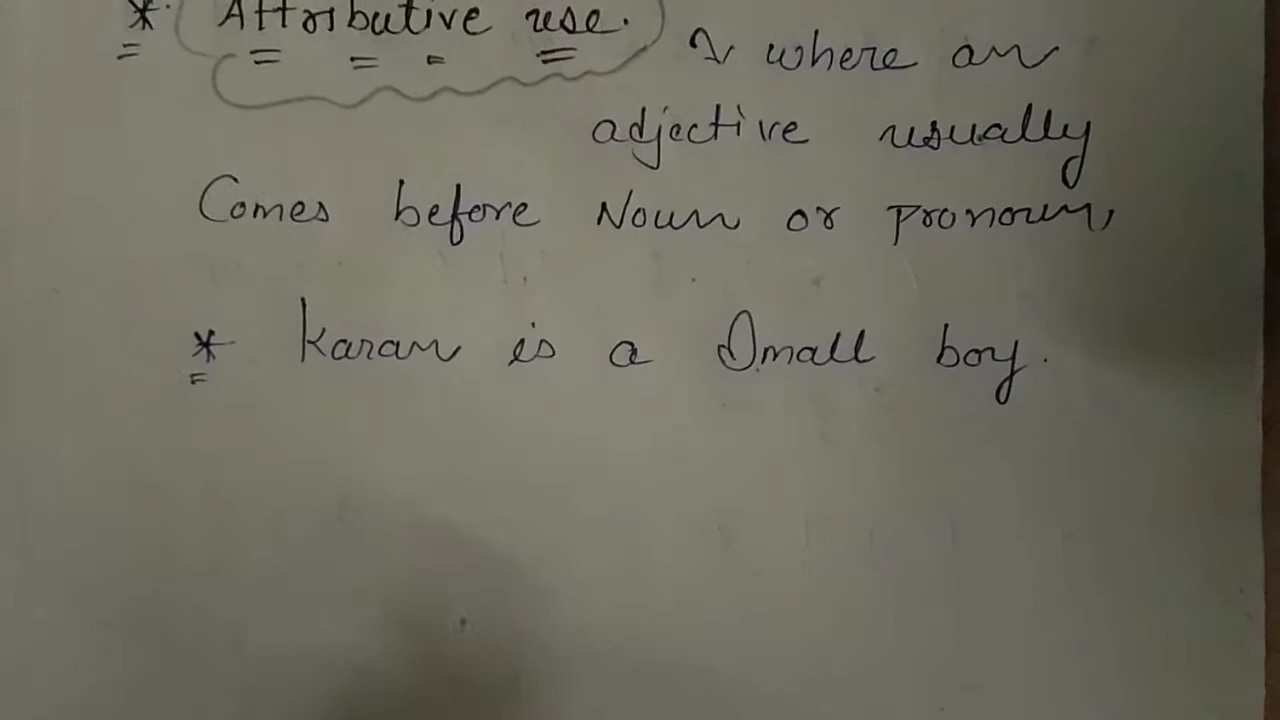 * Attributive use.
where an
adjective usually
Comes before Noun or pronoun,
* Karan is a Small boy.